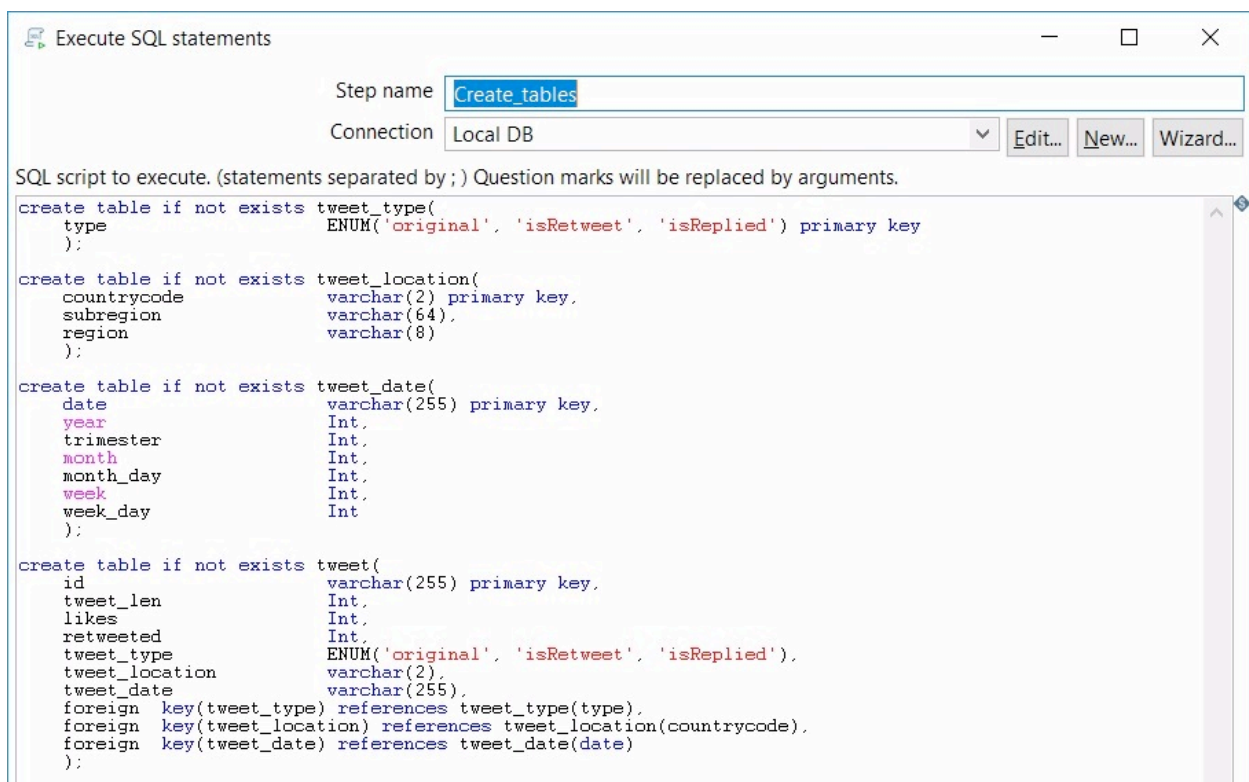 Execute SQL statements
Step name Create_tables
Connection Local DB Edit... New... Wizard...
SQL script to execute. (statements separated by ; ) Question marks will be replaced by arguments.
create table if not exists tweet_type(
type ENUM('original', 'isRetweet', 'isReplied') primary key
);
create table if not exists tweet_location(
countrycode varchar(2) primary key,
subregion varchar(64),
region varchar(8)
);
create table if not exists tweet_date(
date varchar(255) primary key,
year Int,
trimester Int,
month Int,
month_day Int,
week Int,
week_day Int
);
create table if not exists tweet(
id varchar(255) primary key,
tweet_len Int,
likes Int,
retweeted Int,
tweet_type ENUM('original', 'isRetweet', 'isReplied'),
tweet_location varchar(2),
tweet_date varchar(255),
foreign key(tweet_type) references tweet_type(type),
foreign key(tweet_location) references tweet_location(countrycode),
foreign key(tweet_date) references tweet_date(date)
);